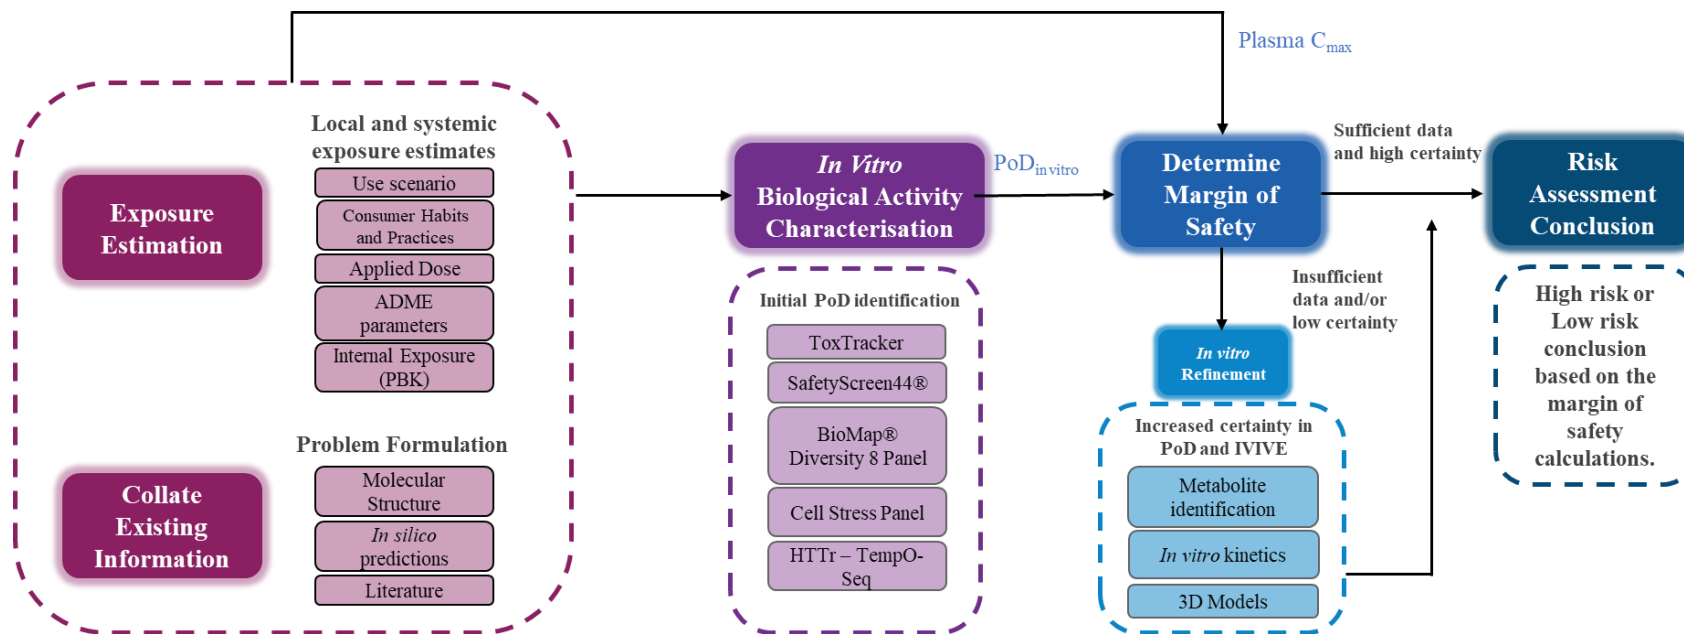 Plasma Cmax
Local and systemic
exposure estimates
Exposure
Estimation
Use scenario
Consumer Habits
and Practices
Applied Dose
ADME
parameters
Internal Exposure
(PBK)
Problem Formulation
Collate
Existing
Information
Molecular
Structure
In silico
predictions
Literature
In Vitro
Biological Activity
Characterisation
PoDinvitro
Initial PoD identification
ToxTracker
SafetyScreen44®
BioMap®
Diversity 8 Panel
Cell Stress Panel
HTTr – TempO-
Seq
Determine
Margin of
Safety
Sufficient data
and high certainty
Insufficient
data and/or
low certainty
In vitro
Refinement
Increased certainty in
PoD and IVIVE
Metabolite
identification
In vitro kinetics
3D Models
Risk
Assessment
Conclusion
High risk or
Low risk
conclusion
based on the
margin of
safety
calculations.